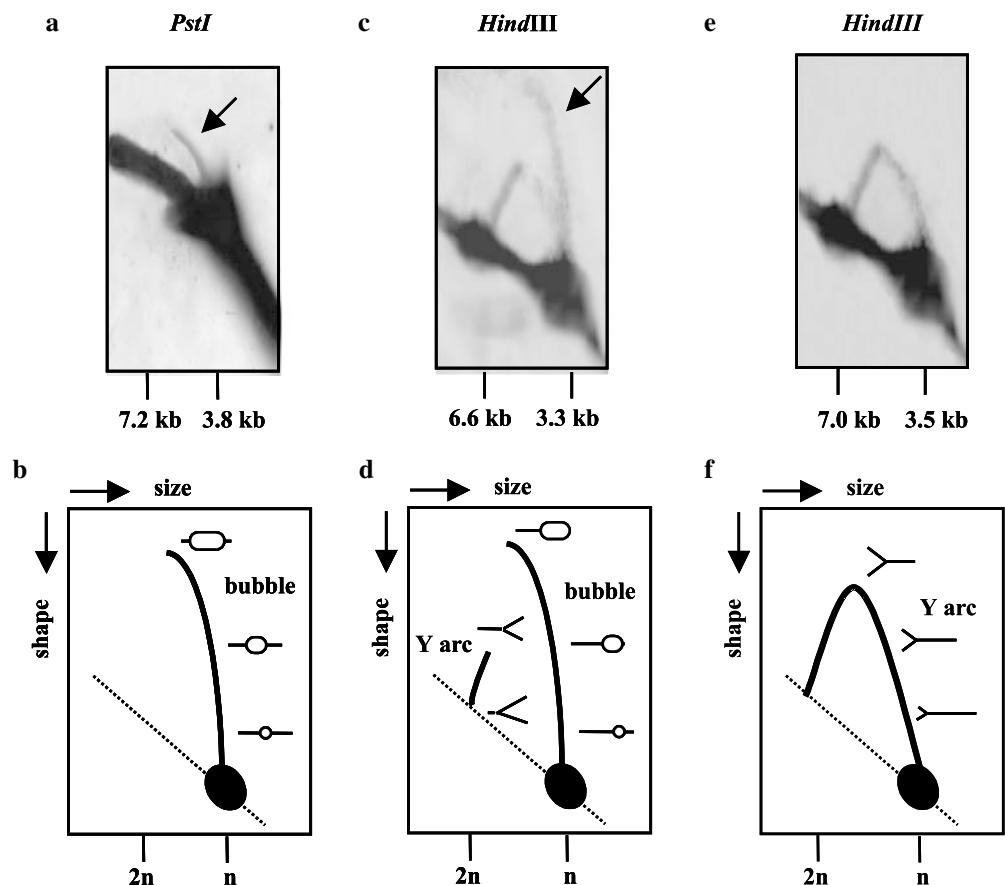 a PstI
c HindIII
e HindIII
7.2 kb 3.8 kb
6.6 kb 3.3 kb
7.0 kb 3.5 kb
b
size
shape
bubble
2n n
d
size
shape
bubble
Y arc
2n n
f
size
shape
Y arc
2n n